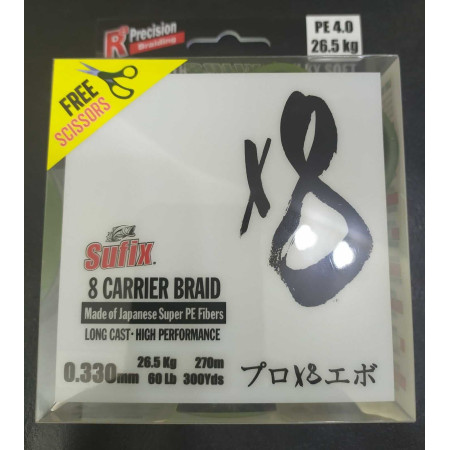 R Precision
Braiding
PE 4.0
26.5 kg
SILKY SOFT
FREE
SCISSORS
X8
Sufix
8 CARRIER BRAID
Made of Japanese Super PE Fibers
LONG CAST · HIGH PERFORMANCE
0.330mm
26.5 Kg 270m
60 Lb 300Yds
プロX8エボ